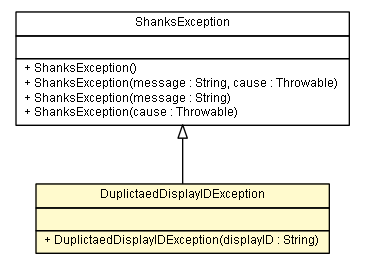 ShanksException
+ ShanksException()
+ ShanksException(message : String, cause : Throwable)
+ ShanksException(message : String)
+ ShanksException(cause : Throwable)
DuplictaedDisplayIDException
+ DuplictaedDisplayIDException(displayID : String)